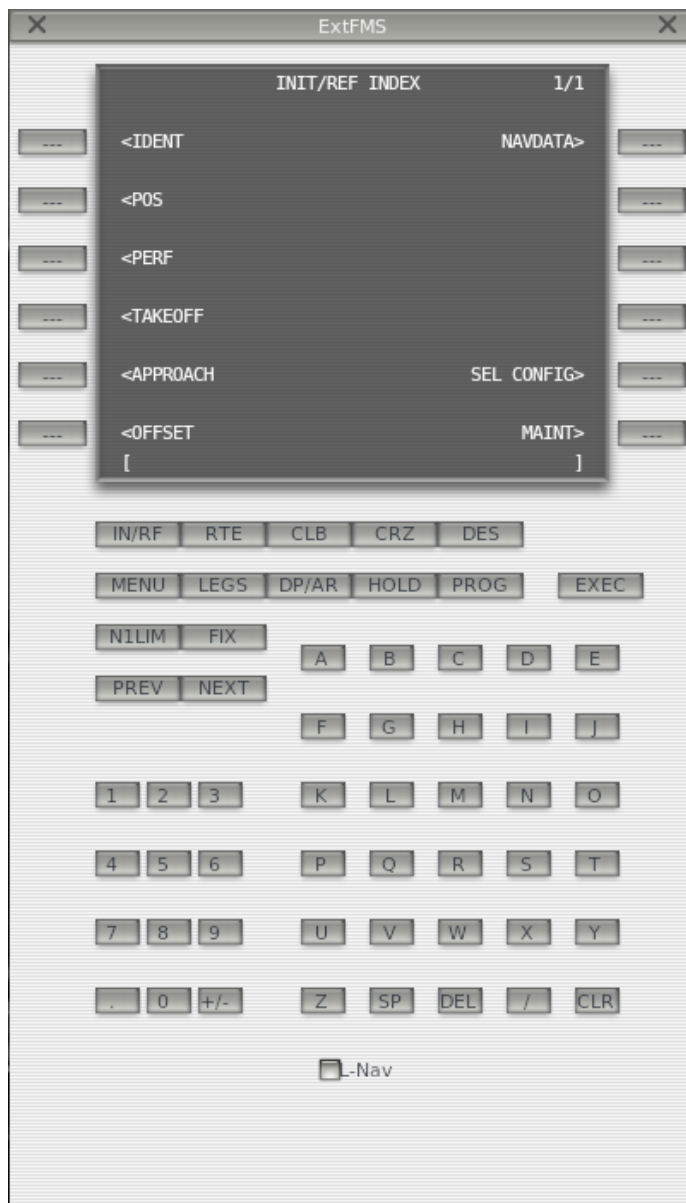 ExtFMS
INIT/REF INDEX 1/1
--- <IDENT NAVDATA> ---
--- <POS ---
--- <PERF ---
--- <TAKEOFF ---
--- <APPROACH SEL CONFIG> ---
--- <OFFSET MAINT> ---
[ ]
IN/RF RTE CLB CRZ DES
MENU LEGS DP/AR HOLD PROG EXEC
N1LIM FIX
A B C D E
PREV NEXT
F G H I J
1 2 3 K L M N O
4 5 6 P Q R S T
7 8 9 U V W X Y
. 0 +/- Z SP DEL / CLR
L-Nav